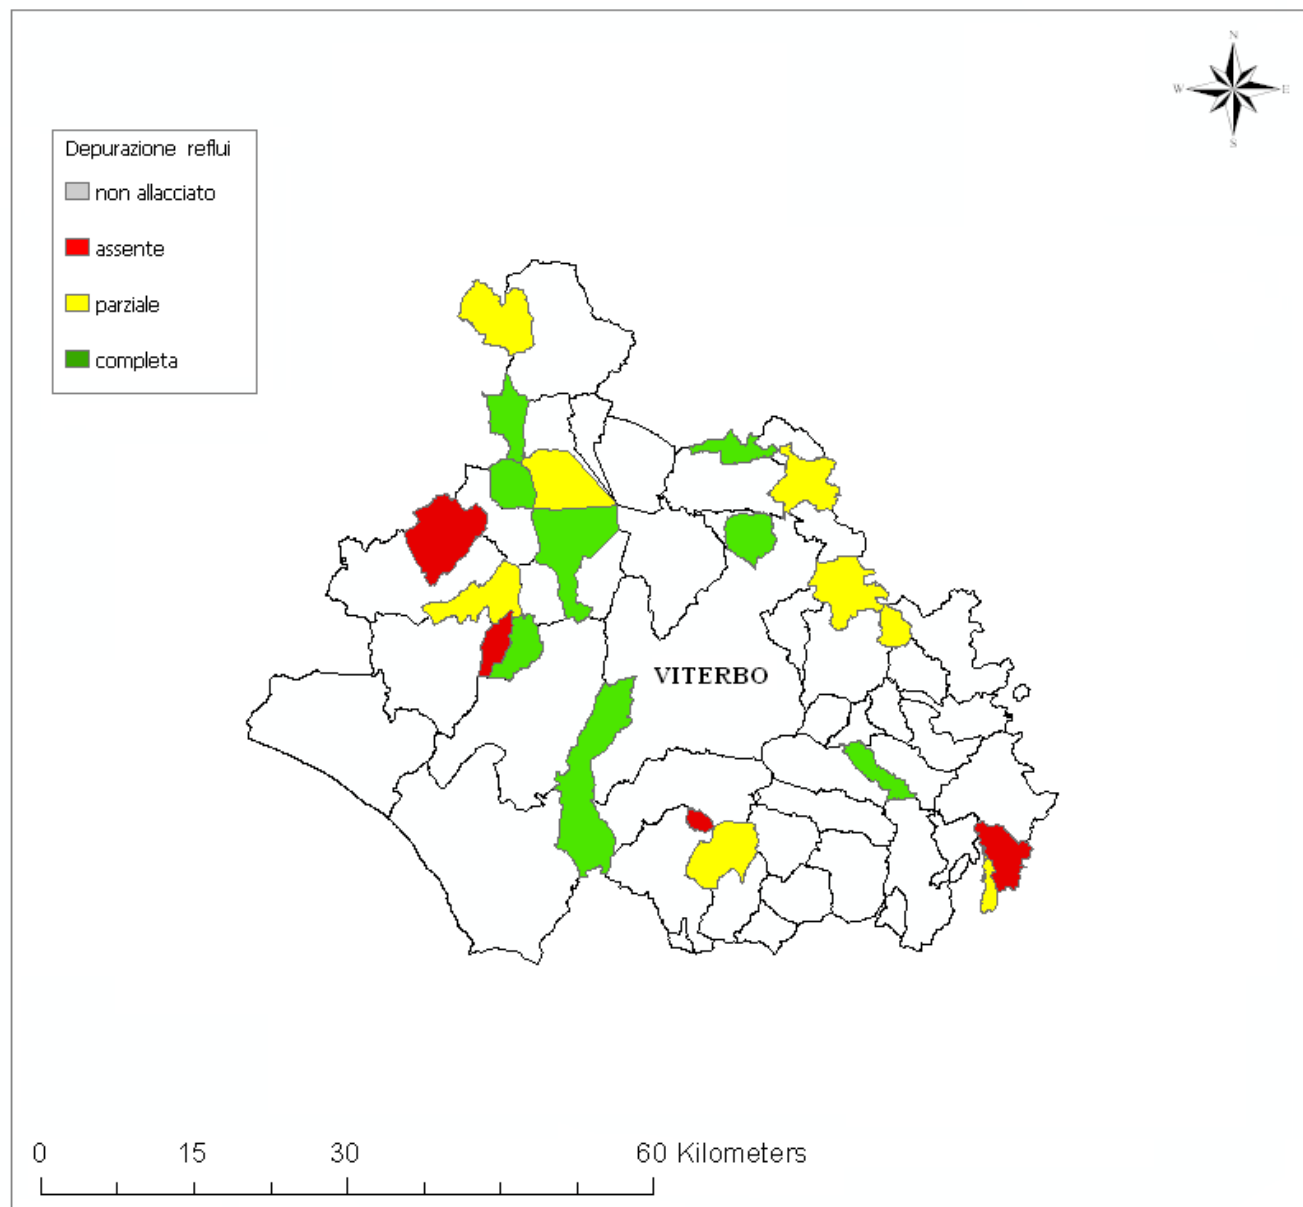 N
W E
S
Depurazione reflui
non allacciato
assente
parziale
completa
VITERBO
0 15 30 60 Kilometers